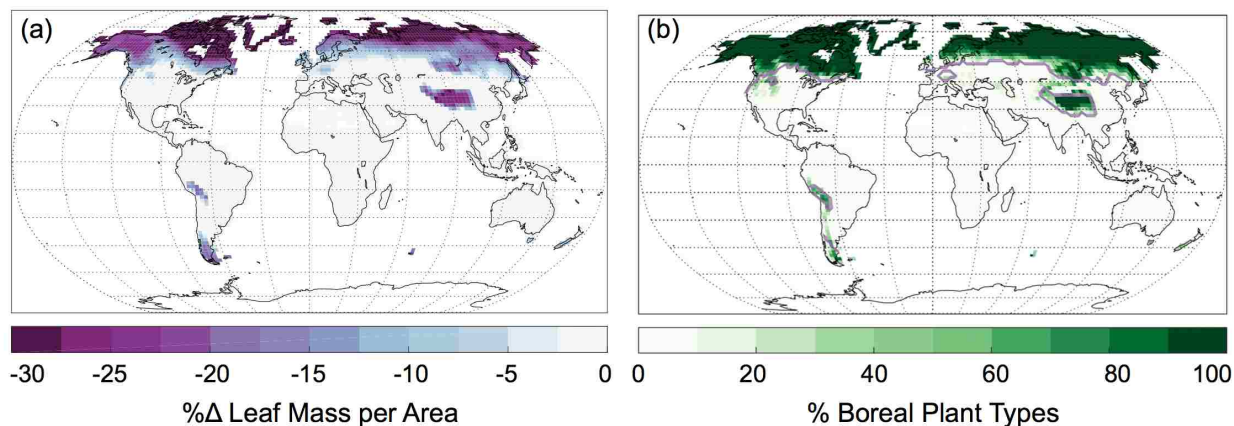 (a) (b)
-30 -25 -20 -15 -10 -5 0 0 20 40 60 80 100
%Δ Leaf Mass per Area % Boreal Plant Types